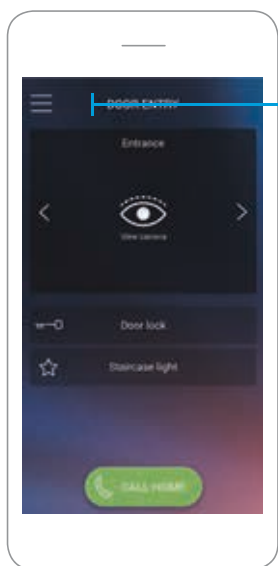 DOOR ENTRY
Entrance
View camera
Door lock
Staircase light
CALL HOME